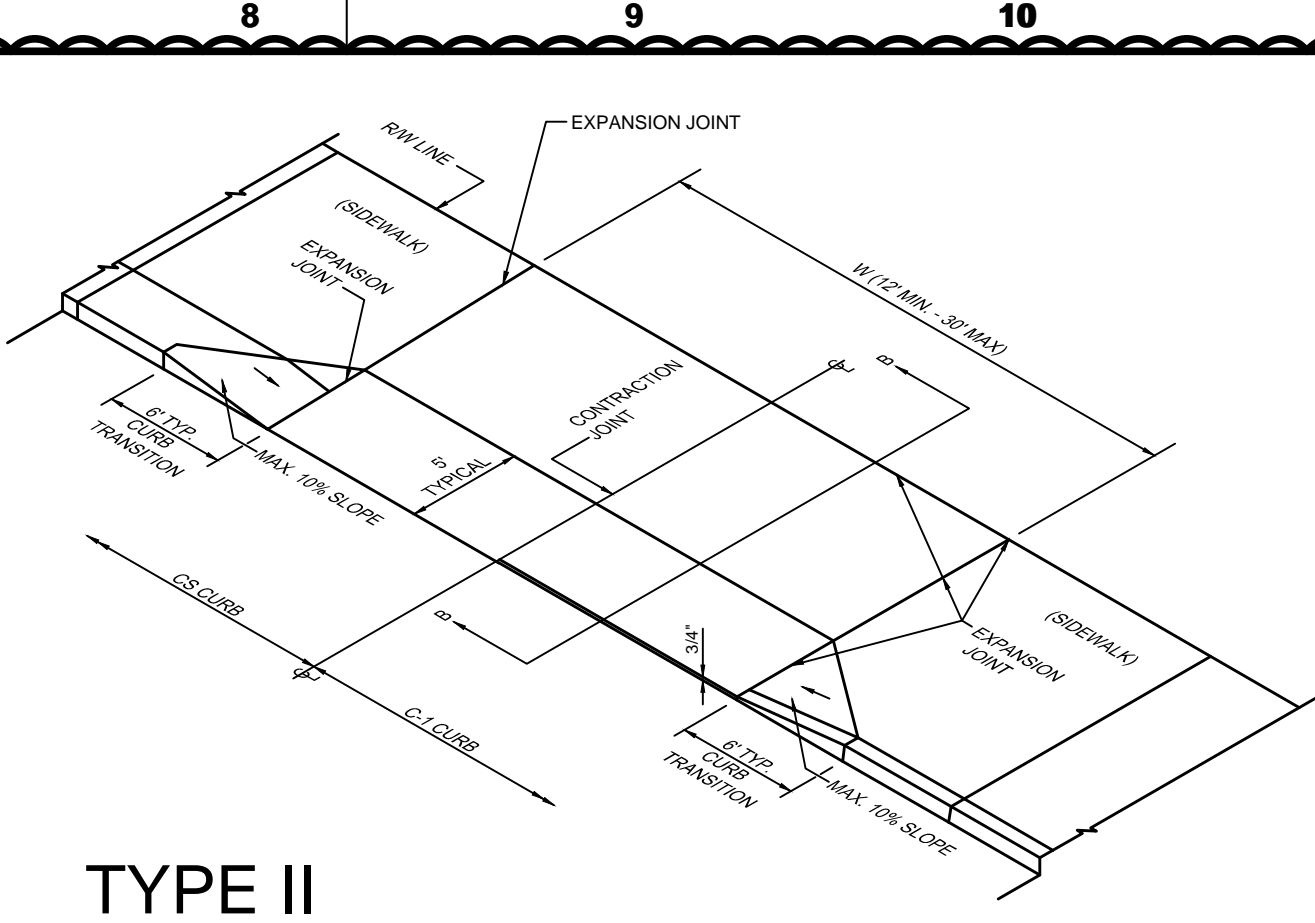 8 9 10
EXPANSION JOINT
R/W LINE
(SIDEWALK)
EXPANSION
JOINT
W (12' MIN. - 30' MAX)
℄
B
CONTRACTION
JOINT
5'
TYPICAL
6' TYP.
CURB
TRANSITION
MAX. 10% SLOPE
CS CURB
B
3/4"
(SIDEWALK)
EXPANSION
JOINT
℄
C-1 CURB
6' TYP.
CURB
TRANSITION
MAX. 10% SLOPE
TYPE II